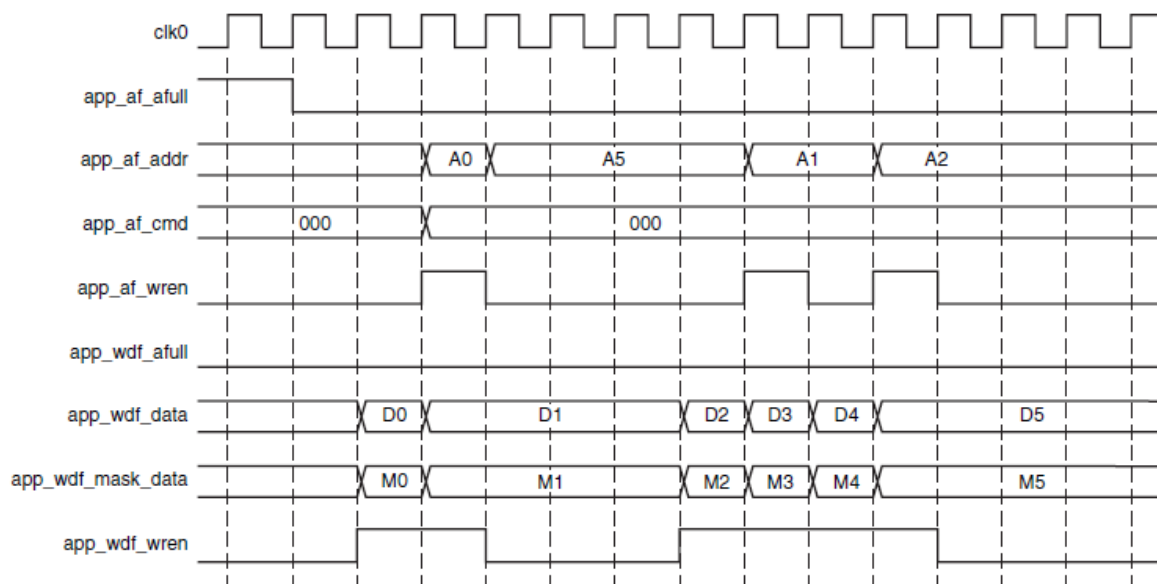 clk0
app_af_afull
app_af_addr A0 A5 A1 A2
app_af_cmd 000 000
app_af_wren
app_wdf_afull
app_wdf_data D0 D1 D2 D3 D4 D5
app_wdf_mask_data M0 M1 M2 M3 M4 M5
app_wdf_wren